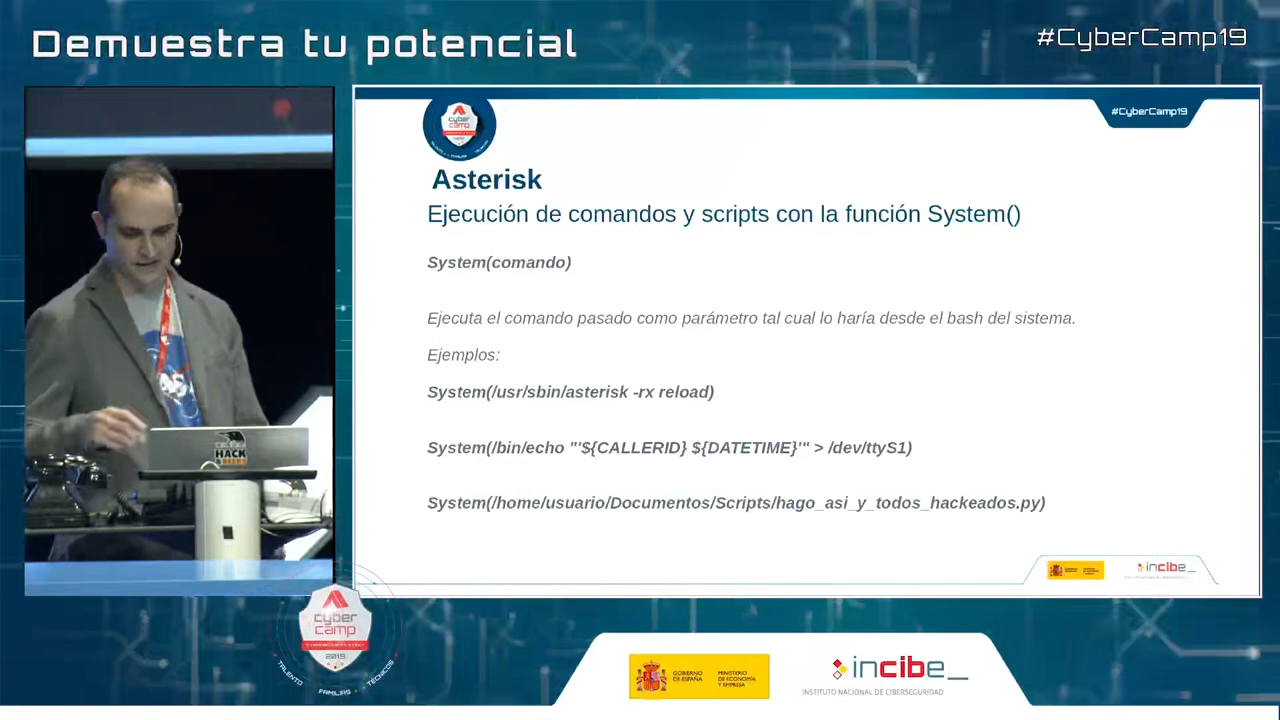 Demuestra tu potencial
#CyberCamp19
#CyberCamp19
cyber
camp
Asterisk
Ejecución de comandos y scripts con la función System()
System(comando)
Ejecuta el comando pasado como parámetro tal cual lo haría desde el bash del sistema.
Ejemplos:
System(/usr/sbin/asterisk -rx reload)
System(/bin/echo "'${CALLERID} ${DATETIME}'" > /dev/ttyS1)
System(/home/usuario/Documentos/Scripts/hago_asi_y_todos_hackeados.py)
HACK
incibe_
cyber
camp
2019
TALENTO FAMILIAS TÉCNICOS
GOBIERNO
DE ESPAÑA
MINISTERIO
DE ECONOMÍA
Y EMPRESA
incibe_
INSTITUTO NACIONAL DE CIBERSEGURIDAD